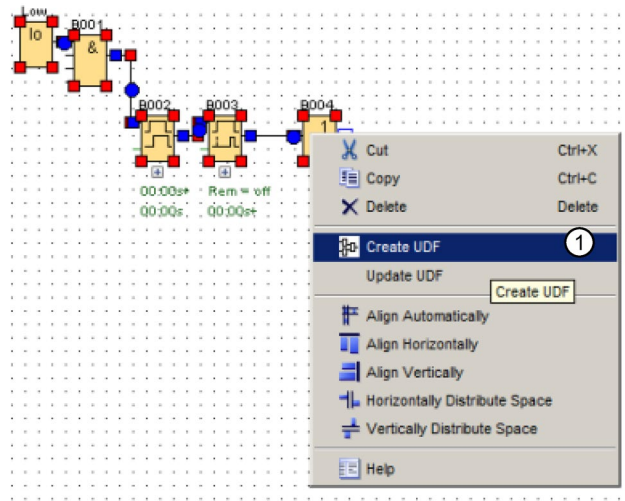 Low
lo
B001
&
B002
B003
B004
1
00:00s+
00:00s
Rem = off
00:00s+
Cut Ctrl+X
Copy Ctrl+C
Delete Delete
Create UDF 1
Update UDF
Create UDF
Align Automatically
Align Horizontally
Align Vertically
Horizontally Distribute Space
Vertically Distribute Space
Help